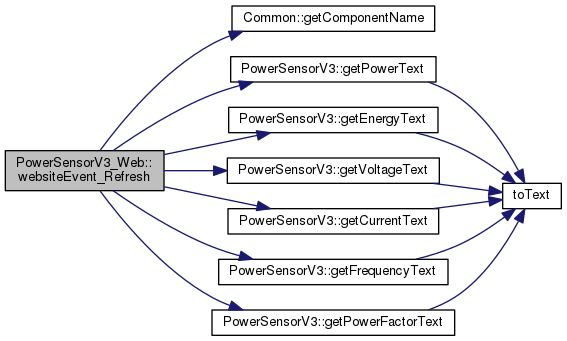 Common::getComponentName
PowerSensorV3::getPowerText
PowerSensorV3::getEnergyText
PowerSensorV3_Web::
websiteEvent_Refresh
PowerSensorV3::getVoltageText
toText
PowerSensorV3::getCurrentText
PowerSensorV3::getFrequencyText
PowerSensorV3::getPowerFactorText